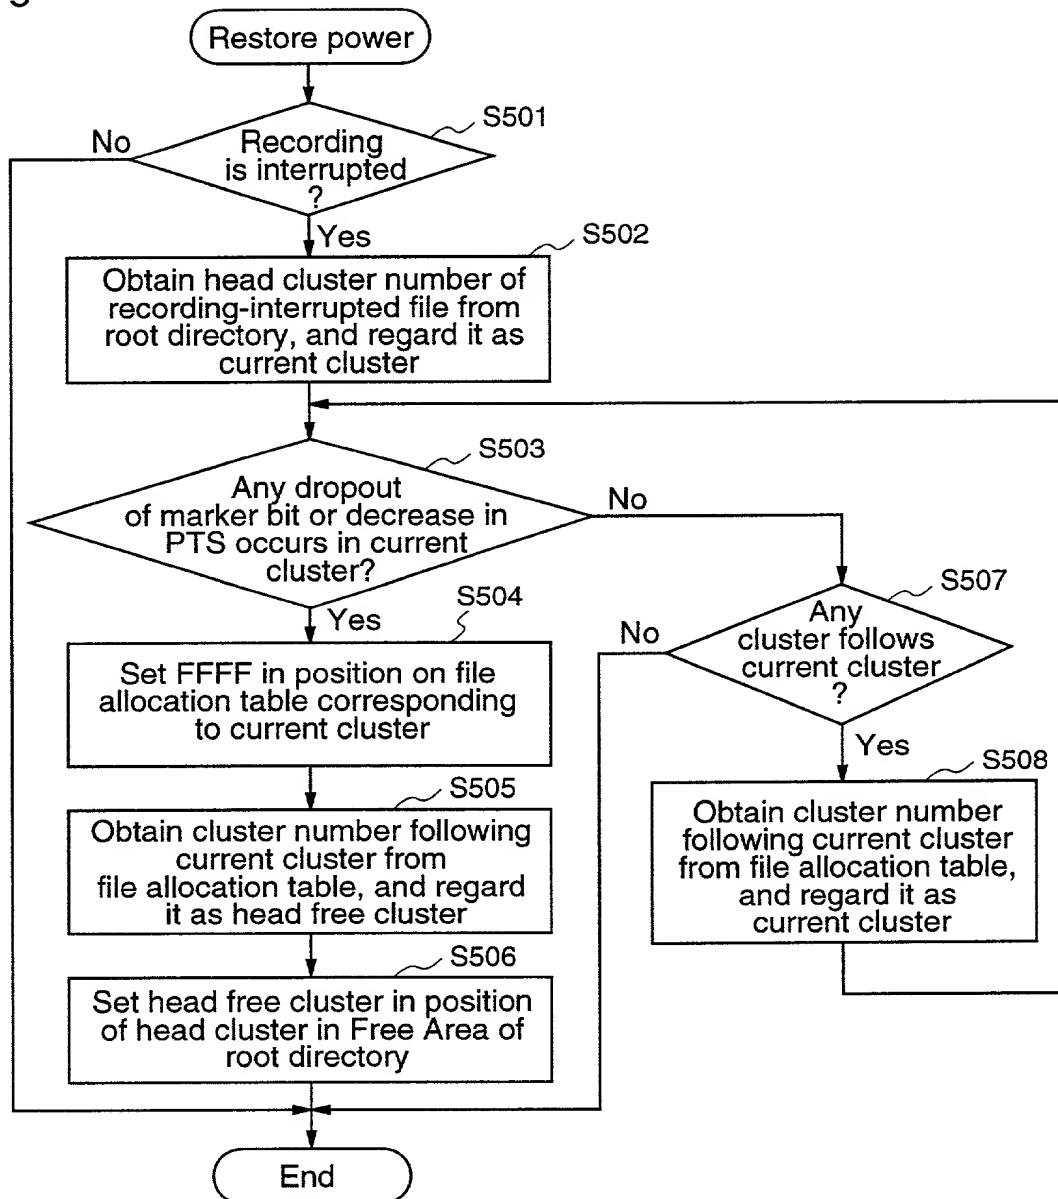 Restore power
S501
No
Recording
is interrupted
?
Yes
S502
Obtain head cluster number of
recording-interrupted file from
root directory, and regard it as
current cluster
S503
Any dropout
of marker bit or decrease in
PTS occurs in current
cluster?
No
Yes
S504
Set FFFF in position on file
allocation table corresponding
to current cluster
S507
Any
cluster follows
current cluster
?
No
Yes
S505
Obtain cluster number following
current cluster from
file allocation table, and regard
it as head free cluster
S508
Obtain cluster number
following current cluster
from file allocation table,
and regard it as
current cluster
S506
Set head free cluster in position
of head cluster in Free Area of
root directory
End